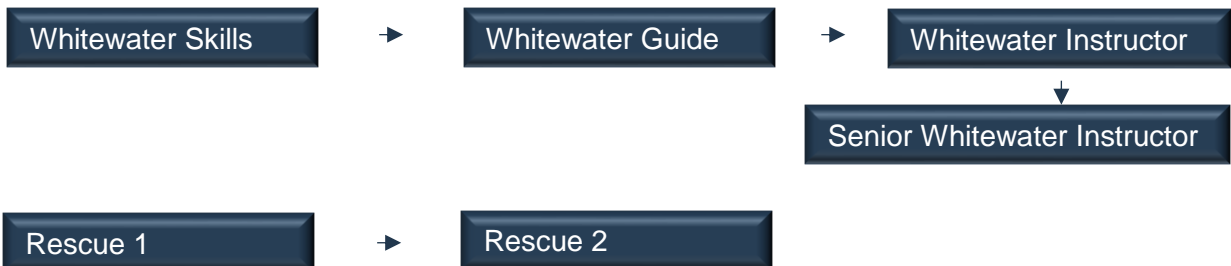 Whitewater Skills
Whitewater Guide
Whitewater Instructor
Senior Whitewater Instructor
Rescue 1
Rescue 2